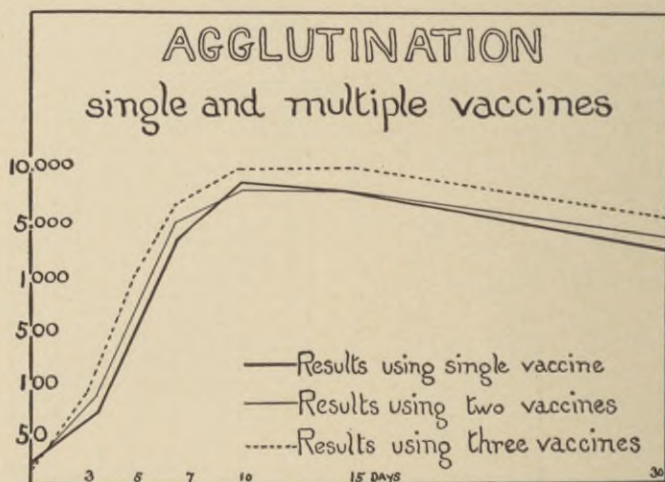 AGGLUTINATION
single and multiple vaccines
10.000
5.000
1 000
500
100
50
Results using single vaccine
Results using two vaccines
Results using three vaccines
3 5 7 10 15 DAYS 30